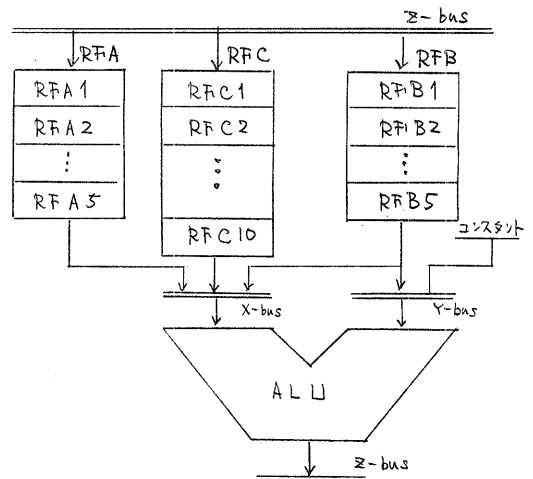 Z-bus
RFA
RFC
RFB
RFA1
RFA2
⋮
RFA5
RFC1
RFC2
⋮
RFC10
RFB1
RFB2
⋮
RFB5
コンスタント
X-bus
Y-bus
ALU
Z-bus